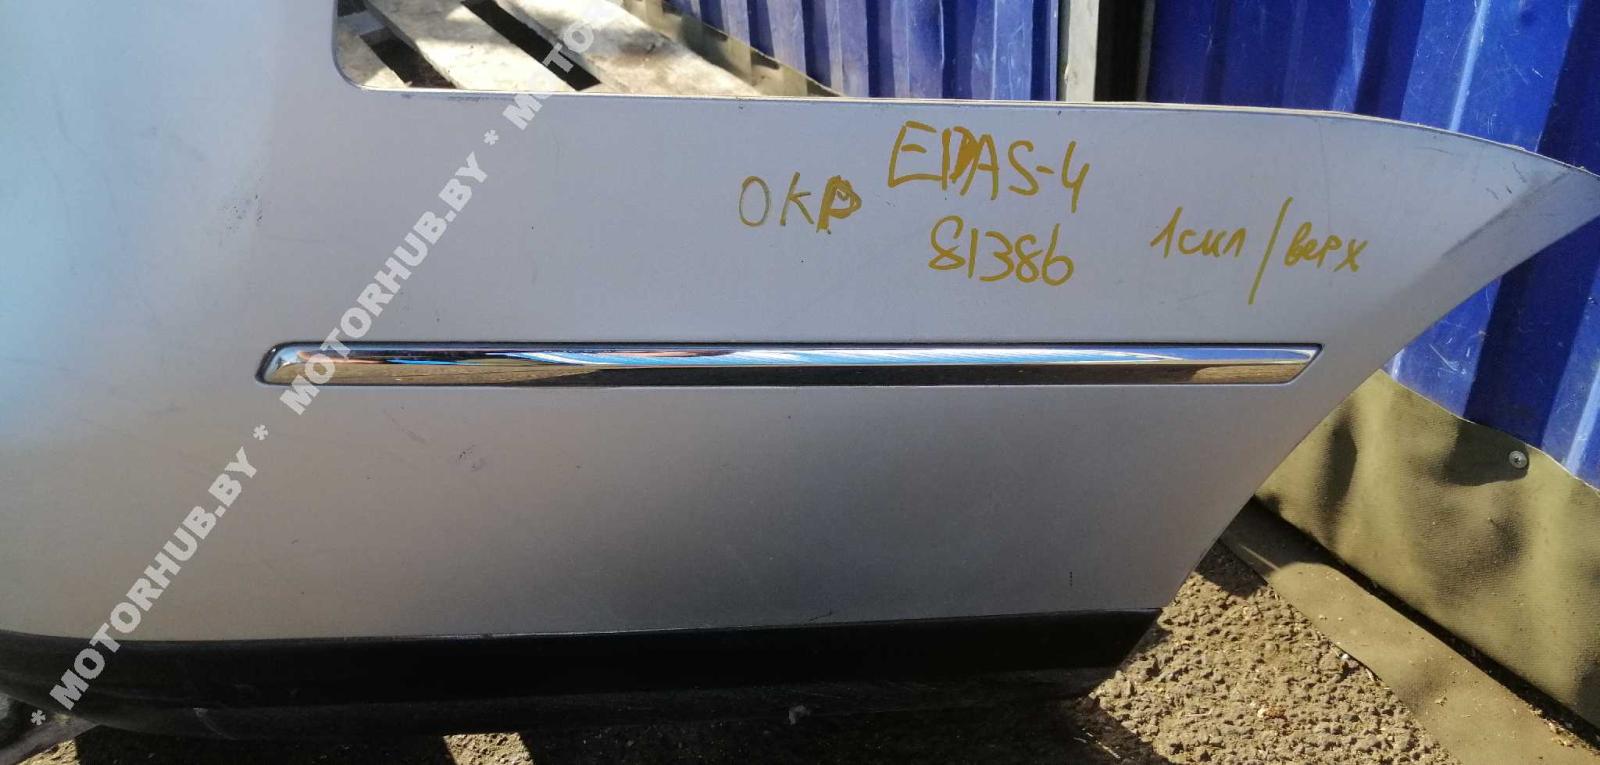 EDAS-4
ОКР
81386
1скл/верх
* MOTORHUB.BY * MOTORHUB.BY * MOTO